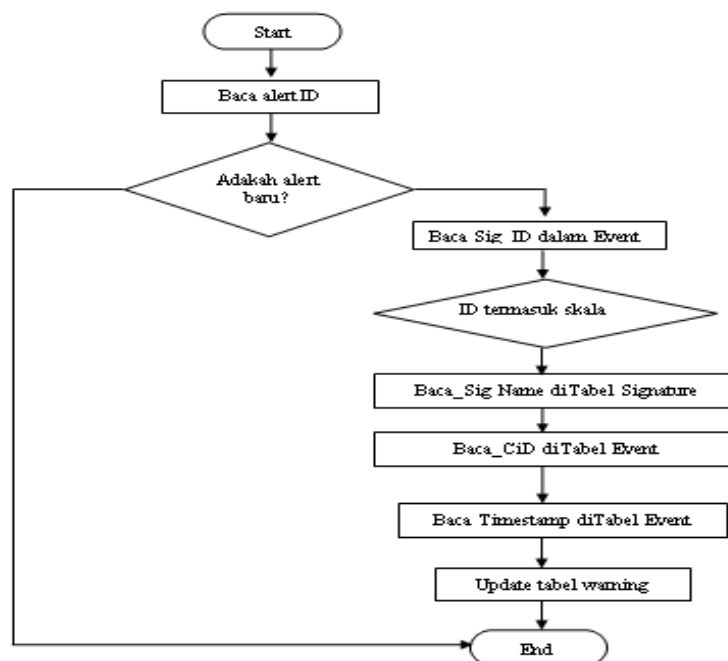 Start
Baca alert ID
Adakah alert
baru?
Baca Sig_ID dalam Event
ID termasuk skala
Baca_Sig Name diTabel Signature
Baca_CiD diTabel Event
Baca Timestamp diTabel Event
Update tabel warning
End